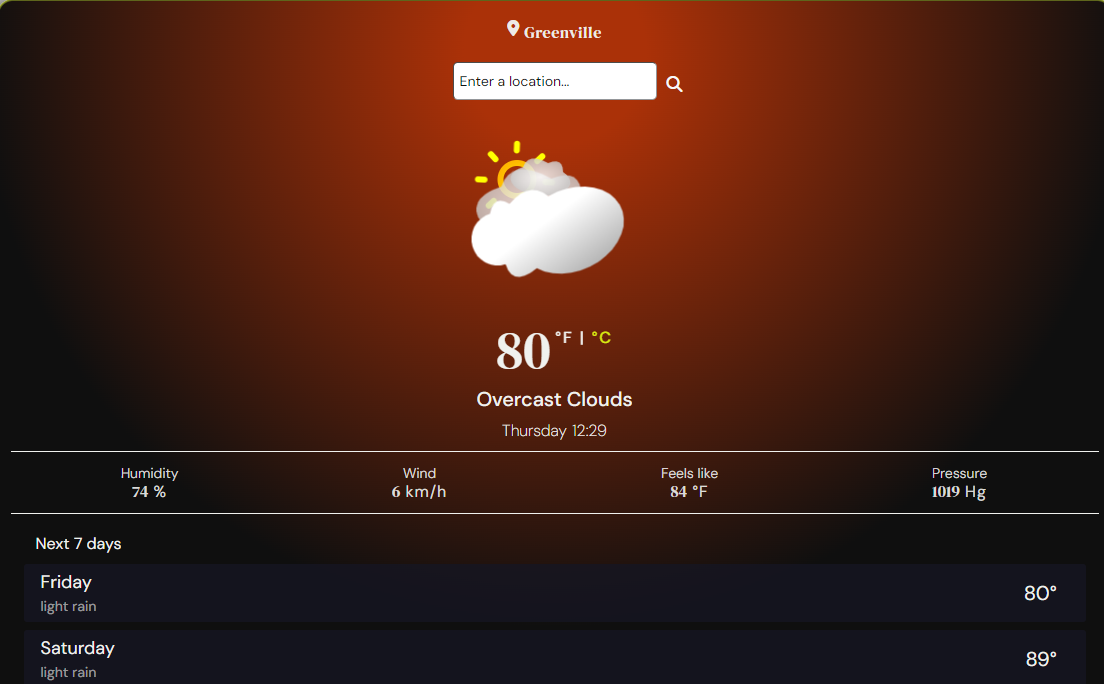 Greenville
Enter a location...
80 °F | °C
Overcast Clouds
Thursday 12:29
Humidity Wind Feels like Pressure
74 % 6 km/h 84 °F 1019 Hg
Next 7 days
Friday
light rain
80°
Saturday
light rain
89°